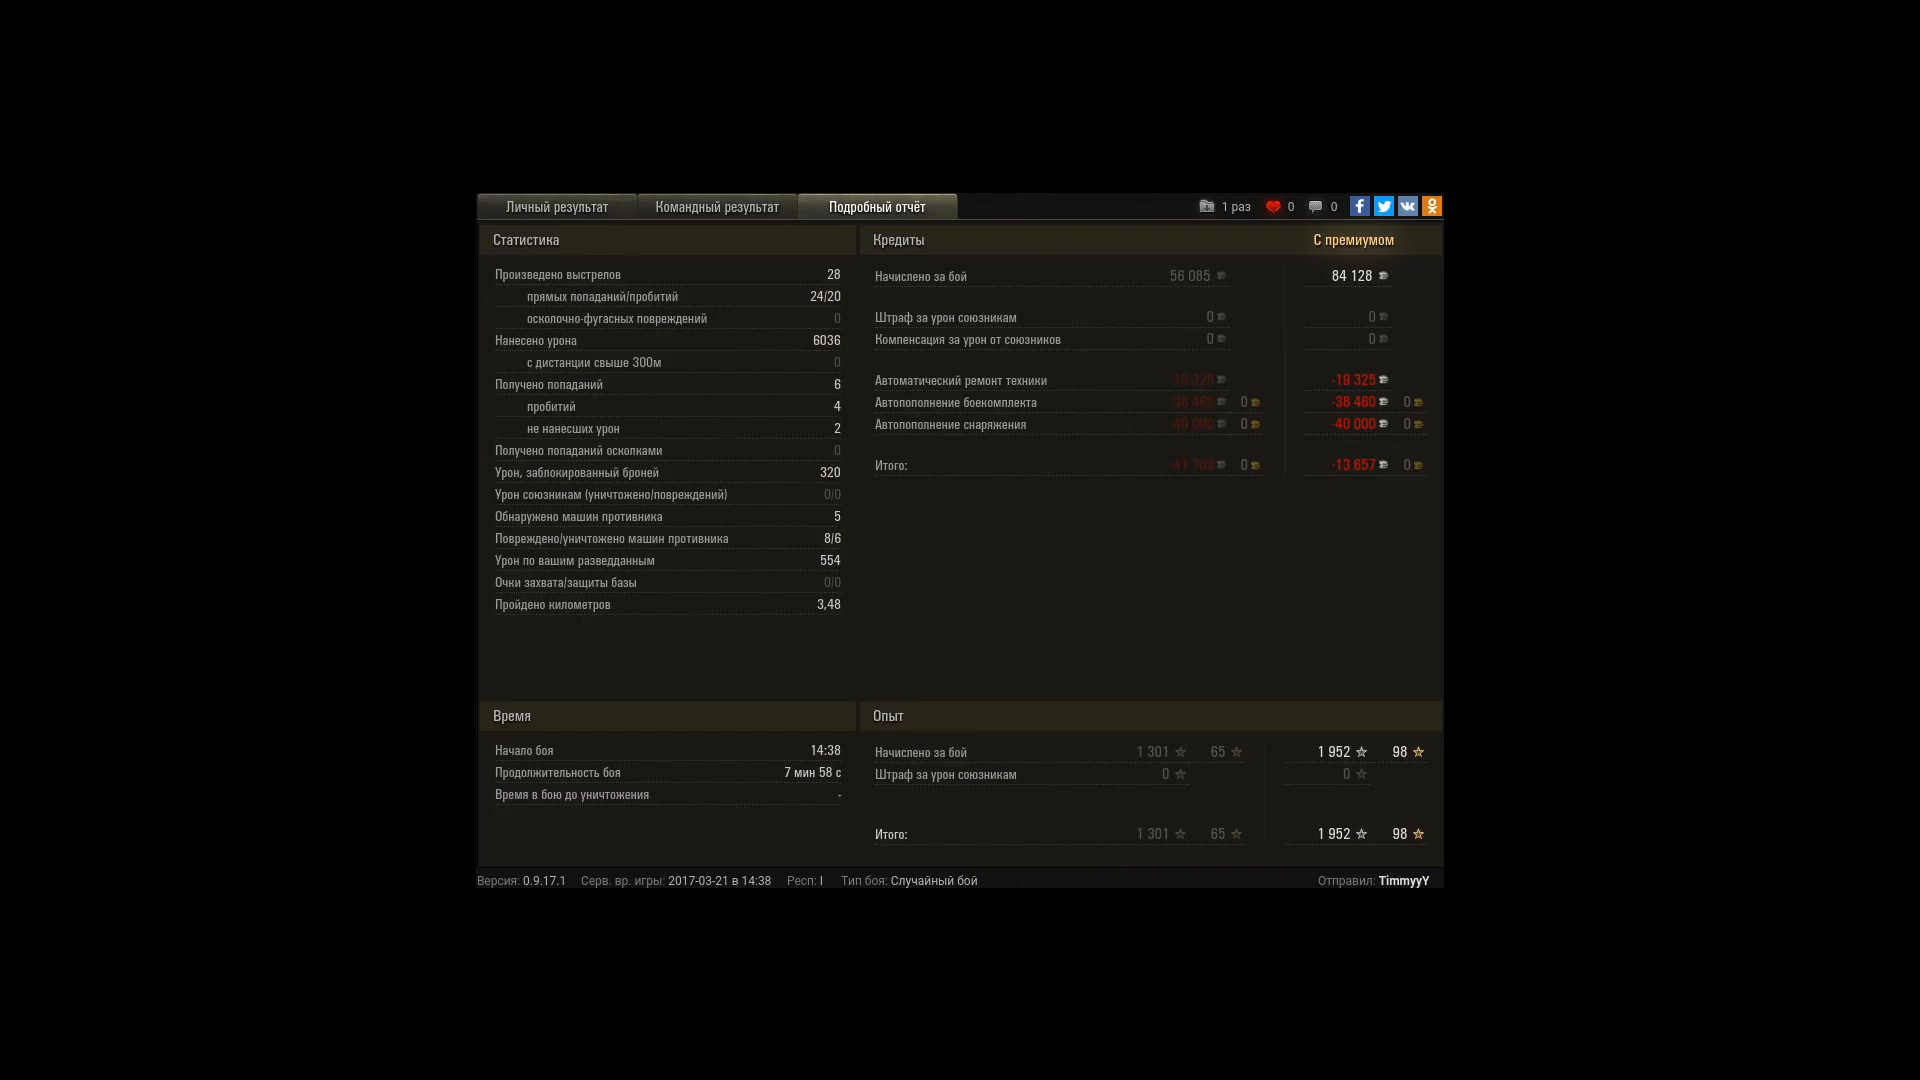 Личный результат Командный результат Подробный отчёт 1 раз 0 0
Статистика
Произведено выстрелов 28
прямых попаданий/пробитий 24/20
осколочно-фугасных повреждений 0
Нанесено урона 6036
с дистанции свыше 300м 0
Получено попаданий 6
пробитий 4
не нанесших урон 2
Получено попаданий осколками 0
Урон, заблокированный броней 320
Урон союзникам (уничтожено/повреждений) 0/0
Обнаружено машин противника 5
Повреждено/уничтожено машин противника 8/6
Урон по вашим разведданным 554
Очки захвата/защиты базы 0/0
Пройдено километров 3,48
Кредиты С премиумом
Начислено за бой 56 085 84 128
Штраф за урон союзникам 0 0
Компенсация за урон от союзников 0 0
Автоматический ремонт техники -19 325 -19 325
Автопополнение боекомплекта -38 460 0 -38 460 0
Автопополнение снаряжения -40 000 0 -40 000 0
Итого: -41 700 0 -13 657 0
Время
Начало боя 14:38
Продолжительность боя 7 мин 58 с
Время в бою до уничтожения -
Опыт
Начислено за бой 1 301 65 1 952 98
Штраф за урон союзникам 0 0
Итого: 1 301 65 1 952 98
Версия: 0.9.17.1 Серв. вр. игры: 2017-03-21 в 14:38 Респ: I Тип боя: Случайный бой Отправил: TimmyyY